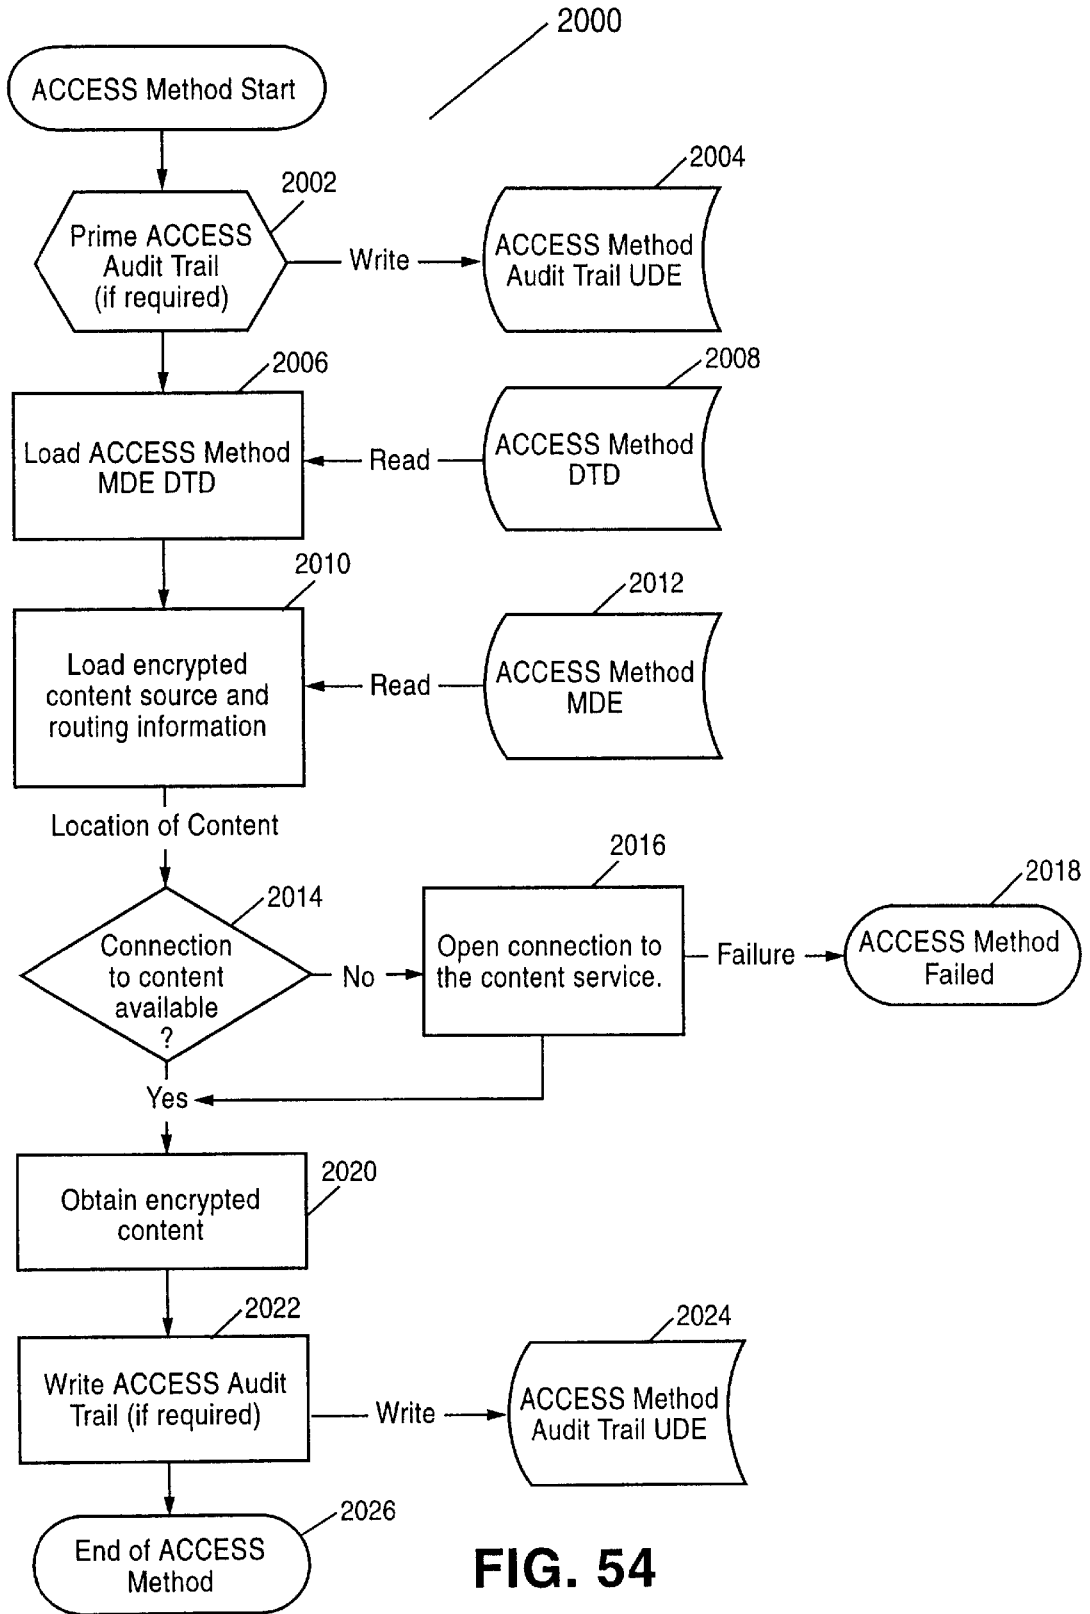 2000
ACCESS Method Start
2002
Prime ACCESS
Audit Trail
(if required)
Write
2004
ACCESS Method
Audit Trail UDE
2006
Load ACCESS Method
MDE DTD
Read
2008
ACCESS Method
DTD
2010
Load encrypted
content source and
routing information
Read
2012
ACCESS Method
MDE
Location of Content
2014
Connection
to content
available
?
No
2016
Open connection to
the content service.
Failure
2018
ACCESS Method
Failed
Yes
2020
Obtain encrypted
content
2022
Write ACCESS Audit
Trail (if required)
Write
2024
ACCESS Method
Audit Trail UDE
2026
End of ACCESS
Method
FIG. 54